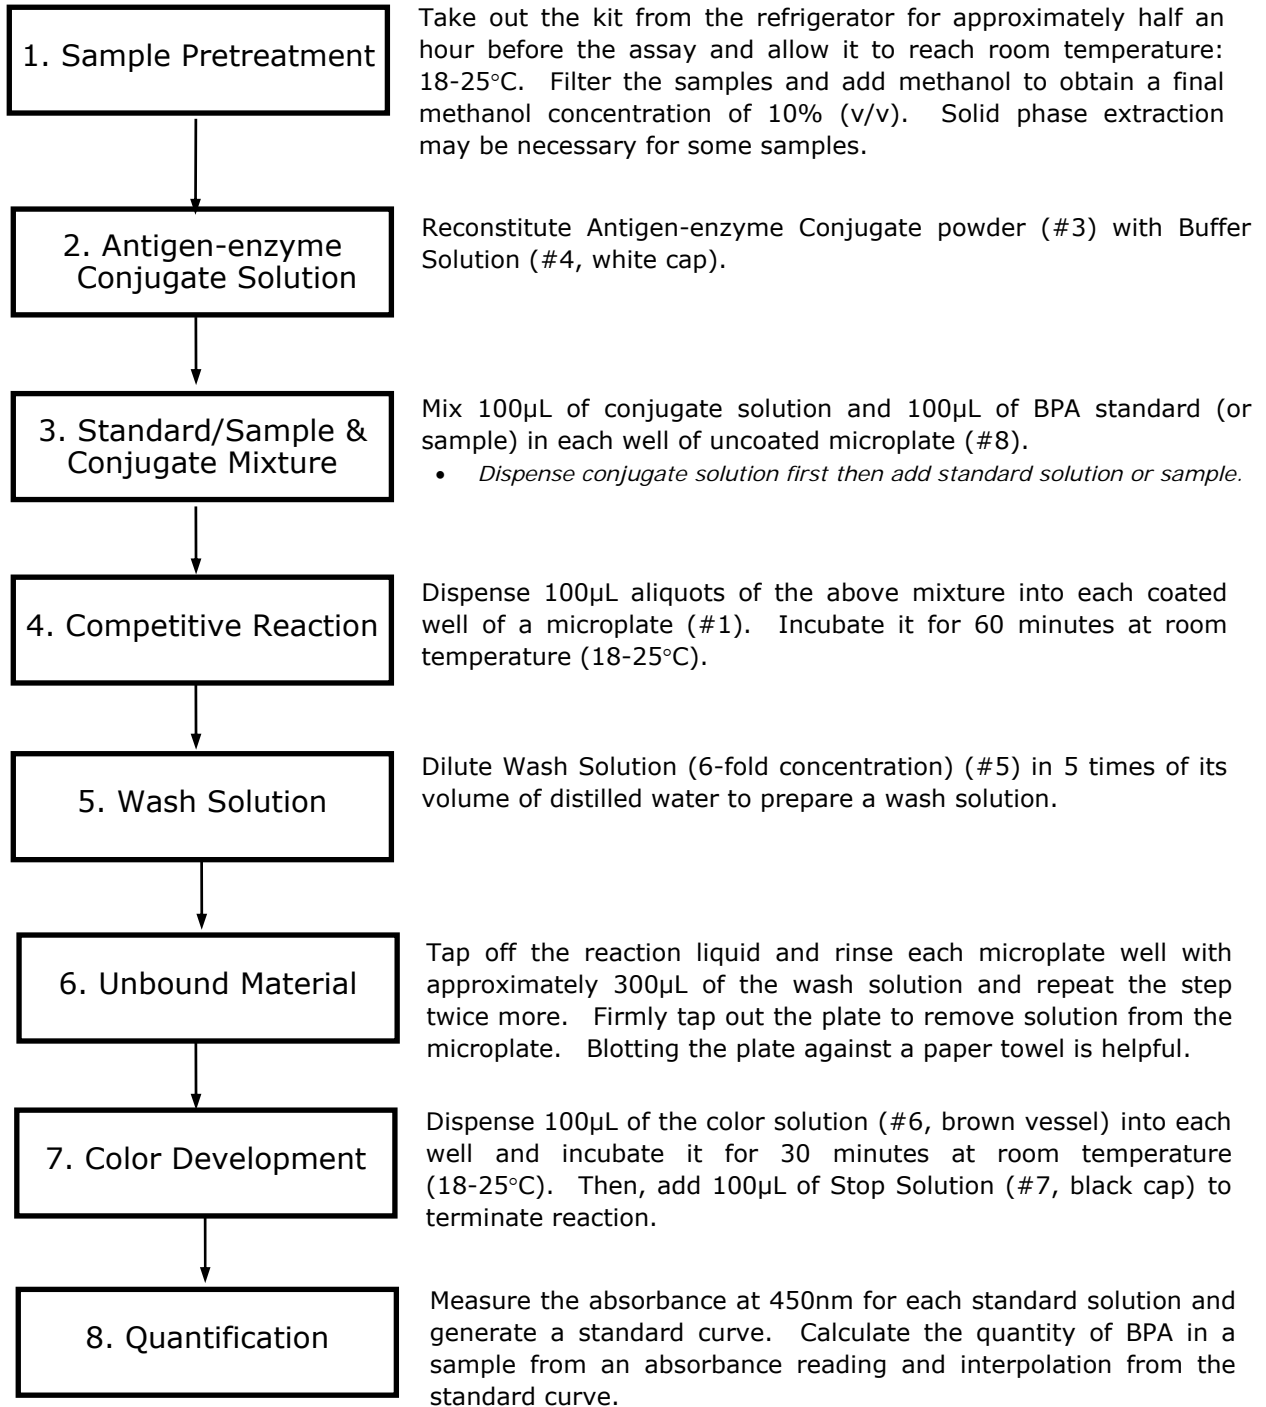 1. Sample Pretreatment
Take out the kit from the refrigerator for approximately half an
hour before the assay and allow it to reach room temperature:
18-25°C. Filter the samples and add methanol to obtain a final
methanol concentration of 10% (v/v). Solid phase extraction
may be necessary for some samples.
2. Antigen-enzyme
Conjugate Solution
Reconstitute Antigen-enzyme Conjugate powder (#3) with Buffer
Solution (#4, white cap).
3. Standard/Sample &
Conjugate Mixture
Mix 100µL of conjugate solution and 100µL of BPA standard (or
sample) in each well of uncoated microplate (#8).
• Dispense conjugate solution first then add standard solution or sample.
4. Competitive Reaction
Dispense 100µL aliquots of the above mixture into each coated
well of a microplate (#1). Incubate it for 60 minutes at room
temperature (18-25°C).
5. Wash Solution
Dilute Wash Solution (6-fold concentration) (#5) in 5 times of its
volume of distilled water to prepare a wash solution.
6. Unbound Material
Tap off the reaction liquid and rinse each microplate well with
approximately 300µL of the wash solution and repeat the step
twice more. Firmly tap out the plate to remove solution from the
microplate. Blotting the plate against a paper towel is helpful.
7. Color Development
Dispense 100µL of the color solution (#6, brown vessel) into each
well and incubate it for 30 minutes at room temperature
(18-25°C). Then, add 100µL of Stop Solution (#7, black cap) to
terminate reaction.
8. Quantification
Measure the absorbance at 450nm for each standard solution and
generate a standard curve. Calculate the quantity of BPA in a
sample from an absorbance reading and interpolation from the
standard curve.